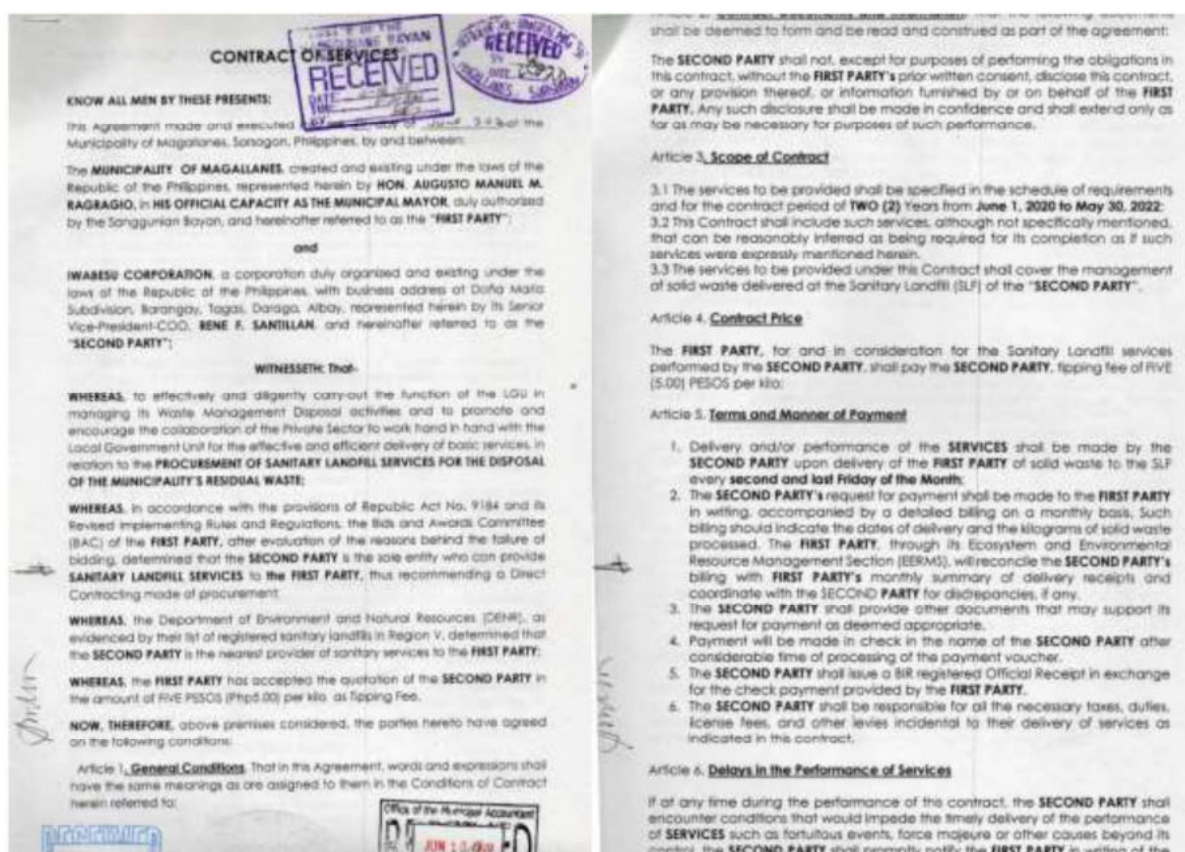 CONTRACT OF SERVICES
RECEIVED
RECEIVED
KNOW ALL MEN BY THESE PRESENTS:
This Agreement made and executed day of at the
Municipality of Magallanes, Sorsogon, Philippines, by and between:
The MUNICIPALITY OF MAGALLANES, created and existing under the laws of the
Republic of the Philippines, represented herein by HON. AUGUSTO MANUEL M.
RAGRAGIO, in HIS OFFICIAL CAPACITY AS THE MUNICIPAL MAYOR, duly authorized
by the Sanggunian Bayan, and hereinafter referred to as the "FIRST PARTY";
and
IWABESU CORPORATION, a corporation duly organized and existing under the
laws of the Republic of the Philippines, with business address at Doña Maria
Subdivision, Barangay, Tagas, Daraga, Albay, represented herein by its Senior
Vice-President-COO, RENE F. SANTILLAN, and hereinafter referred to as the
"SECOND PARTY";
WITNESSETH: That-
WHEREAS, to effectively and diligently carry-out the function of the LGU in
managing its Waste Management Disposal activities and to promote and
encourage the collaboration of the Private Sector to work hand in hand with the
Local Government Unit for the effective and efficient delivery of basic services, in
relation to the PROCUREMENT OF SANITARY LANDFILL SERVICES FOR THE DISPOSAL
OF THE MUNICIPALITY'S RESIDUAL WASTE;
WHEREAS, in accordance with the provisions of Republic Act No. 9184 and its
Revised Implementing Rules and Regulations, the Bids and Awards Committee
(BAC) of the FIRST PARTY, after evaluation of the reasons behind the failure of
bidding, determined that the SECOND PARTY is the sole entity who can provide
SANITARY LANDFILL SERVICES to the FIRST PARTY, thus recommending a Direct
Contracting mode of procurement
WHEREAS, the Department of Environment and Natural Resources (DENR), as
evidenced by their list of registered sanitary landfills in Region V, determined that
the SECOND PARTY is the nearest provider of sanitary services to the FIRST PARTY;
WHEREAS, the FIRST PARTY has accepted the quotation of the SECOND PARTY in
the amount of FIVE PESOS (Php5.00) per kilo as Tipping Fee.
NOW, THEREFORE, above premises considered, the parties hereto have agreed
on the following conditions:
Article 1. General Conditions. That in this Agreement, words and expressions shall
have the same meanings as are assigned to them in the Conditions of Contract
herein referred to:
RECEIVED
Office of the Municipal Accountant
JUN 10
shall be deemed to form and be read and construed as part of the agreement:
The SECOND PARTY shall not, except for purposes of performing the obligations in
this contract, without the FIRST PARTY's prior written consent, disclose this contract,
or any provision thereof, or information furnished by or on behalf of the FIRST
PARTY. Any such disclosure shall be made in confidence and shall extend only as
far as may be necessary for purposes of such performance.
Article 3. Scope of Contract
3.1 The services to be provided shall be specified in the schedule of requirements
and for the contract period of TWO (2) Years from June 1, 2020 to May 30, 2022;
3.2 This Contract shall include such services, although not specifically mentioned,
that can be reasonably inferred as being required for its completion as if such
services were expressly mentioned herein.
3.3 The services to be provided under this Contract shall cover the management
of solid waste delivered at the Sanitary Landfill (SLF) of the "SECOND PARTY".
Article 4. Contract Price
The FIRST PARTY, for and in consideration for the Sanitary Landfill services
performed by the SECOND PARTY, shall pay the SECOND PARTY, tipping fee of FIVE
(5.00) PESOS per kilo:
Article 5. Terms and Manner of Payment
1. Delivery and/or performance of the SERVICES shall be made by the
SECOND PARTY upon delivery of the FIRST PARTY of solid waste to the SLF
every second and last Friday of the Month;
2. The SECOND PARTY's request for payment shall be made to the FIRST PARTY
in writing, accompanied by a detailed billing on a monthly basis. Such
billing should indicate the dates of delivery and the kilograms of solid waste
processed. The FIRST PARTY, through its Ecosystem and Environmental
Resource Management Section (EERMS), will reconcile the SECOND PARTY's
billing with FIRST PARTY's monthly summary of delivery receipts and
coordinate with the SECOND PARTY for discrepancies, if any.
3. The SECOND PARTY shall provide other documents that may support its
request for payment as deemed appropriate.
4. Payment will be made in check in the name of the SECOND PARTY after
considerable time of processing of the payment voucher.
5. The SECOND PARTY shall issue a BIR registered Official Receipt in exchange
for the check payment provided by the FIRST PARTY.
6. The SECOND PARTY shall be responsible for all the necessary taxes, duties,
license fees, and other levies incidental to their delivery of services as
indicated in this contract.
Article 6. Delays in the Performance of Services
If at any time during the performance of this contract, the SECOND PARTY shall
encounter conditions that would impede the timely delivery of the performance
of SERVICES such as fortuitous events, force majeure or other causes beyond its
control, the SECOND PARTY shall promptly notify the FIRST PARTY in writing of the